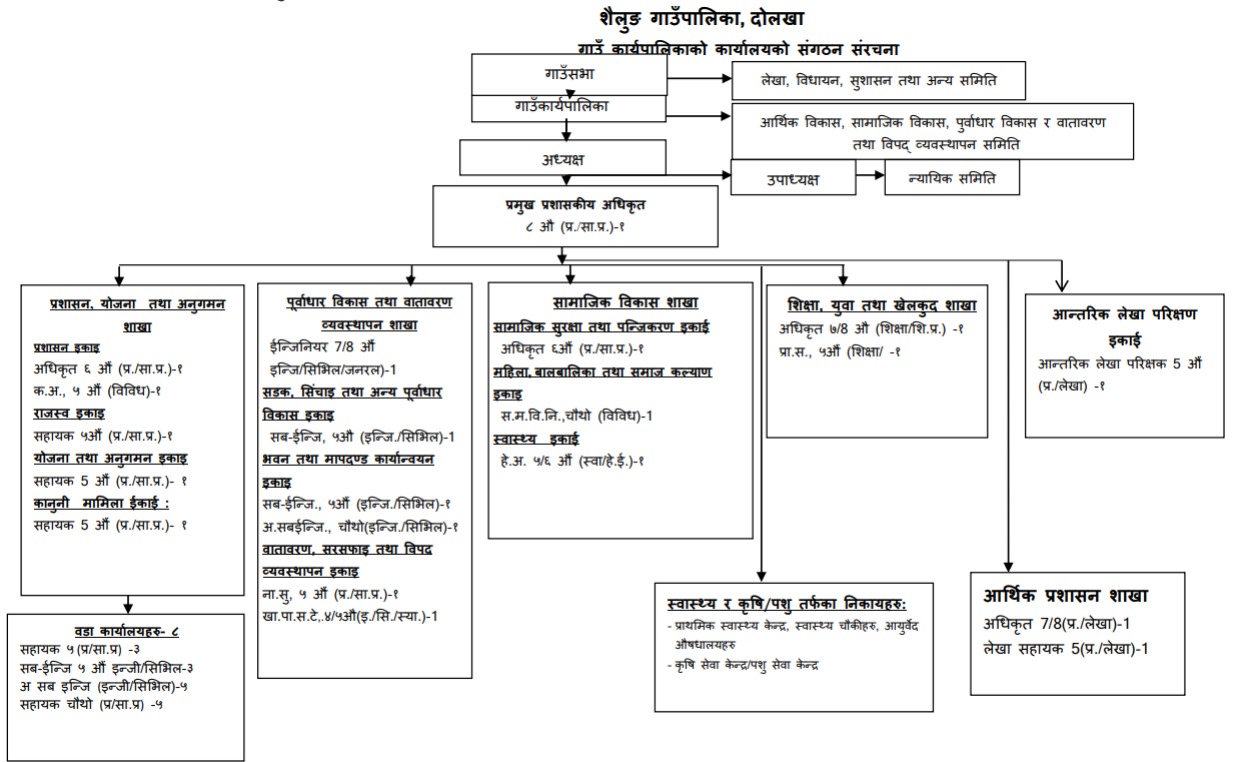 शैलुङ गाउँपालिका, दोलखा
गाउँ कार्यपालिकाको कार्यालयको संगठन संरचना
गाउँसभा
लेखा, विधायन, सुशासन तथा अन्य समिति
गाउँकार्यपालिका
आर्थिक विकास, सामाजिक विकास, पुर्वाधार विकास र वातावरण
तथा विपद् व्यवस्थापन समिति
अध्यक्ष
उपाध्यक्ष
न्यायिक समिति
प्रमुख प्रशासकीय अधिकृत
८ औ (प्र./सा.प्र.)-१
प्रशासन, योजना तथा अनुगमन
शाखा
प्रशासन इकाइ
अधिकृत ६ औं (प्र./सा.प्र.)-१
क.अ., ५ औं (विविध)-१
राजस्व इकाइ
सहायक ५औं (प्र./सा.प्र.)-१
योजना तथा अनुगमन इकाइ
सहायक 5 औं (प्र./सा.प्र.)- १
कानुनी मामिला ईकाई :
सहायक 5 औं (प्र./सा.प्र.)- १
वडा कार्यालयहरु- ८
सहायक ५(प्र/सा.प्र) -३
सब-ईन्जि ५ औं इन्जी/सिभिल-३
अ सब इन्जि (इन्जी/सिभिल)-५
सहायक चौथो (प्र/सा.प्र) -५
पूर्वाधार विकास तथा वातावरण
व्यवस्थापन शाखा
ईन्जिनियर 7/8 औं
इन्जि/सिभिल/जनरल)-1
सडक, सिंचाइ तथा अन्य पूर्वाधार
विकास इकाइ
सब-ईन्जि, ५औ (इन्जि./सिभिल)-1
भवन तथा मापदण्ड कार्यान्वयन
इकाइ
सब-ईन्जि., ५औं (इन्जि./सिभिल)-१
अ.सबईन्जि., चौथो(इन्जि./सिभिल)-१
वातावरण, सरसफाइ तथा विपद
व्यवस्थापन इकाइ
ना.सु, ५ औं (प्र./सा.प्र.)-१
खा.पा.स.टे,.४/५औ(इ./सि./स्या.)-1
सामाजिक विकास शाखा
सामाजिक सुरक्षा तथा पन्जिकरण इकाई
अधिकृत ६औं (प्र./सा.प्र.)-१
महिला, बालबालिका तथा समाज कल्याण
इकाइ
स.म.वि.नि.,चौथो (विविध)-1
स्वास्थ्य इकाई
हे.अ. ५/६ औं (स्वा/हे.ई.)-१
शिक्षा, युवा तथा खेलकुद शाखा
अधिकृत ७/8 औ (शिक्षा/शि.प्र.) -१
प्रा.स., ५औं (शिक्षा/ -१
आन्तरिक लेखा परिक्षण
इकाई
आन्तरिक लेखा परिक्षक 5 औं
(प्र./लेखा) -१
स्वास्थ्य र कृषि/पशु तर्फका निकायहरु:
- प्राथमिक स्वास्थ्य केन्द्र, स्वास्थ्य चौकीहरु, आयुर्वेद
औषधालयहरु
- कृषि सेवा केन्द्र/पशु सेवा केन्द्र
आर्थिक प्रशासन शाखा
अधिकृत 7/8(प्र./लेखा)-1
लेखा सहायक 5(प्र./लेखा)-1